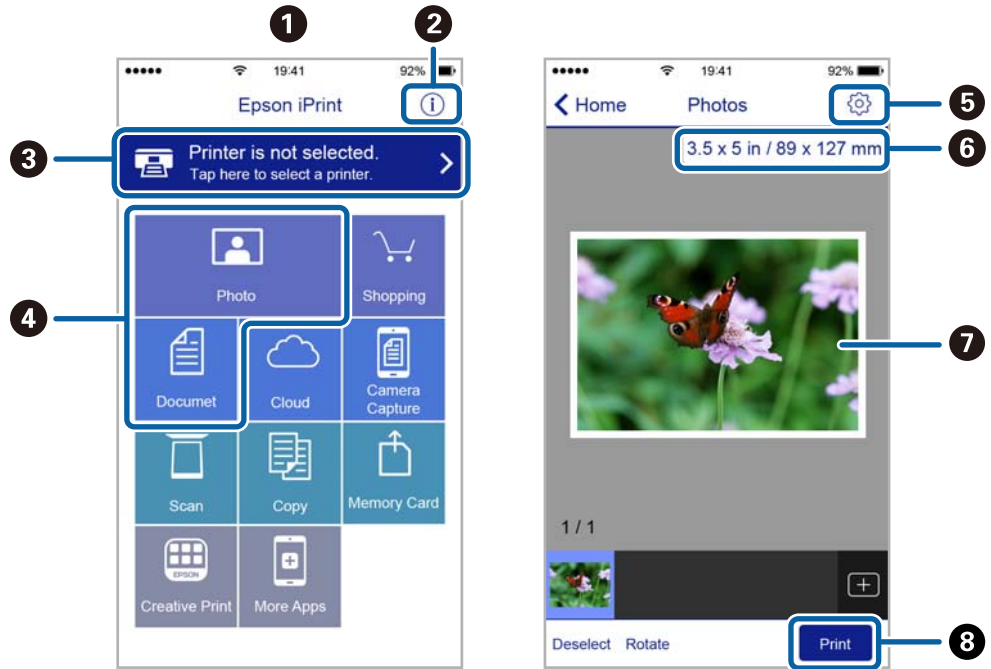 1
2
19:41
92%
Epson iPrint
3
Printer is not selected.
Tap here to select a printer.
4
Photo
Shopping
Documet
Cloud
Camera
Capture
Scan
Copy
Memory Card
EPSON
Creative Print
More Apps
19:41
92%
Home
Photos
5
3.5 x 5 in / 89 x 127 mm
6
7
1 / 1
Deselect
Rotate
Print
8